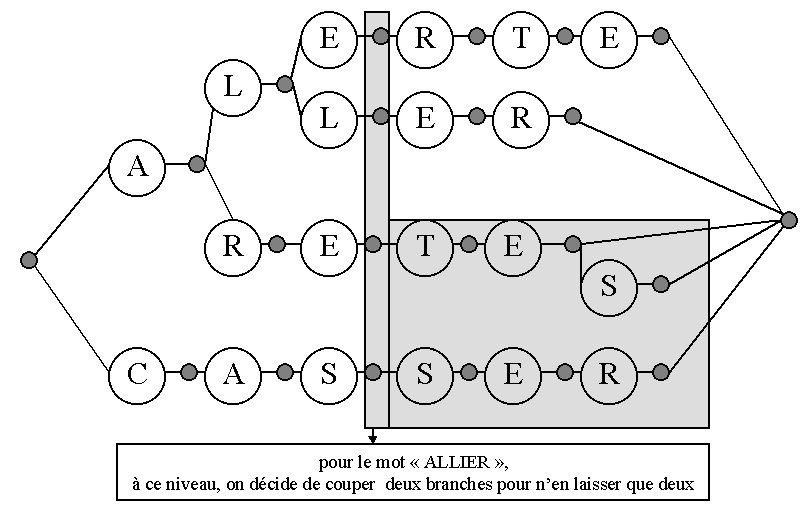 E R T E
L
L E R
A
R E T E
S
C A S S E R
pour le mot « ALLIER »,
à ce niveau, on décide de couper deux branches pour n’en laisser que deux